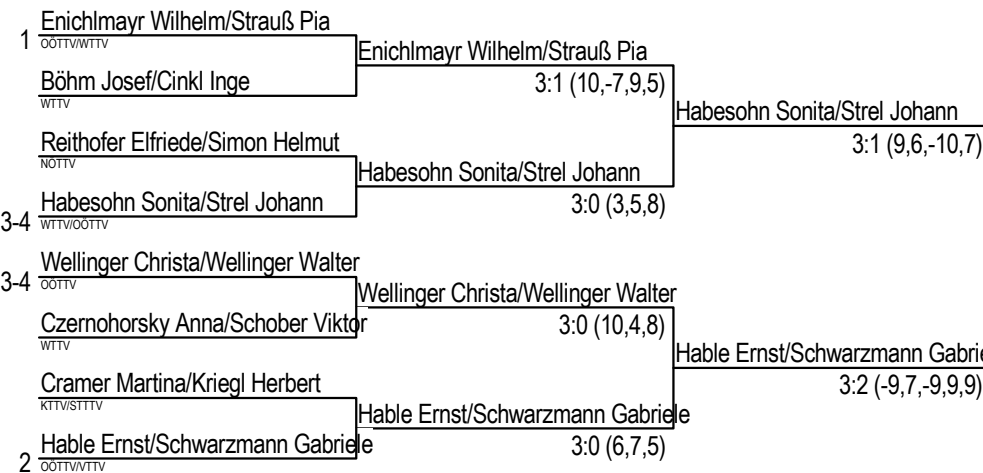 Enichlmayr Wilhelm/Strauß Pia
1
OÖTTV/WTTV
Böhm Josef/Cinkl Inge
WTTV
Reithofer Elfriede/Simon Helmut
NÖTTV
Habesohn Sonita/Strel Johann
3-4
WTTV/OÖTTV
Wellinger Christa/Wellinger Walter
3-4
OÖTTV
Czernohorsky Anna/Schober Viktor
WTTV
Cramer Martina/Kriegl Herbert
KTTV/STTTV
Hable Ernst/Schwarzmann Gabriele
2
OÖTTV/VTTV
Enichlmayr Wilhelm/Strauß Pia
3:1 (10,-7,9,5)
Habesohn Sonita/Strel Johann
3:0 (3,5,8)
Wellinger Christa/Wellinger Walter
3:0 (10,4,8)
Hable Ernst/Schwarzmann Gabriele
3:0 (6,7,5)
Habesohn Sonita/Strel Johann
3:1 (9,6,-10,7)
Hable Ernst/Schwarzmann Gabrie
3:2 (-9,7,-9,9,9)